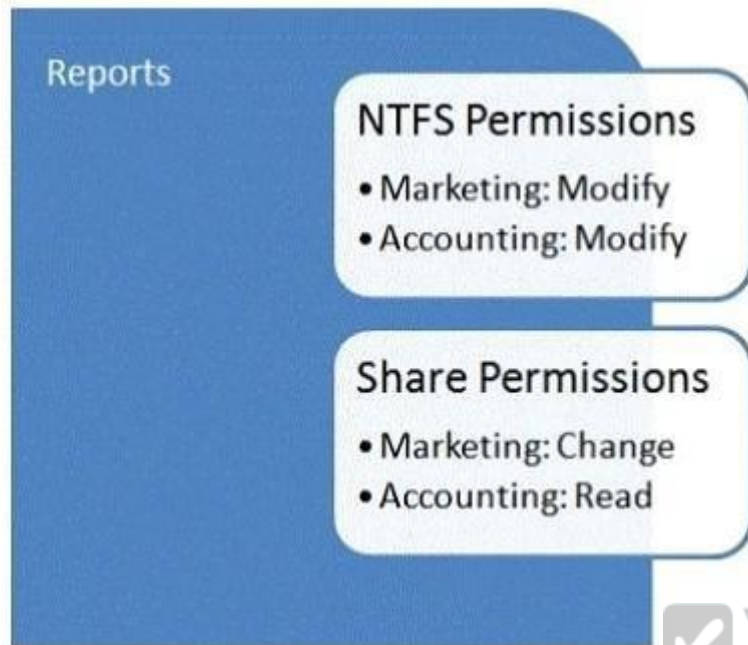 Reports
NTFS Permissions
• Marketing: Modify
• Accounting: Modify
Share Permissions
• Marketing: Change
• Accounting: Read